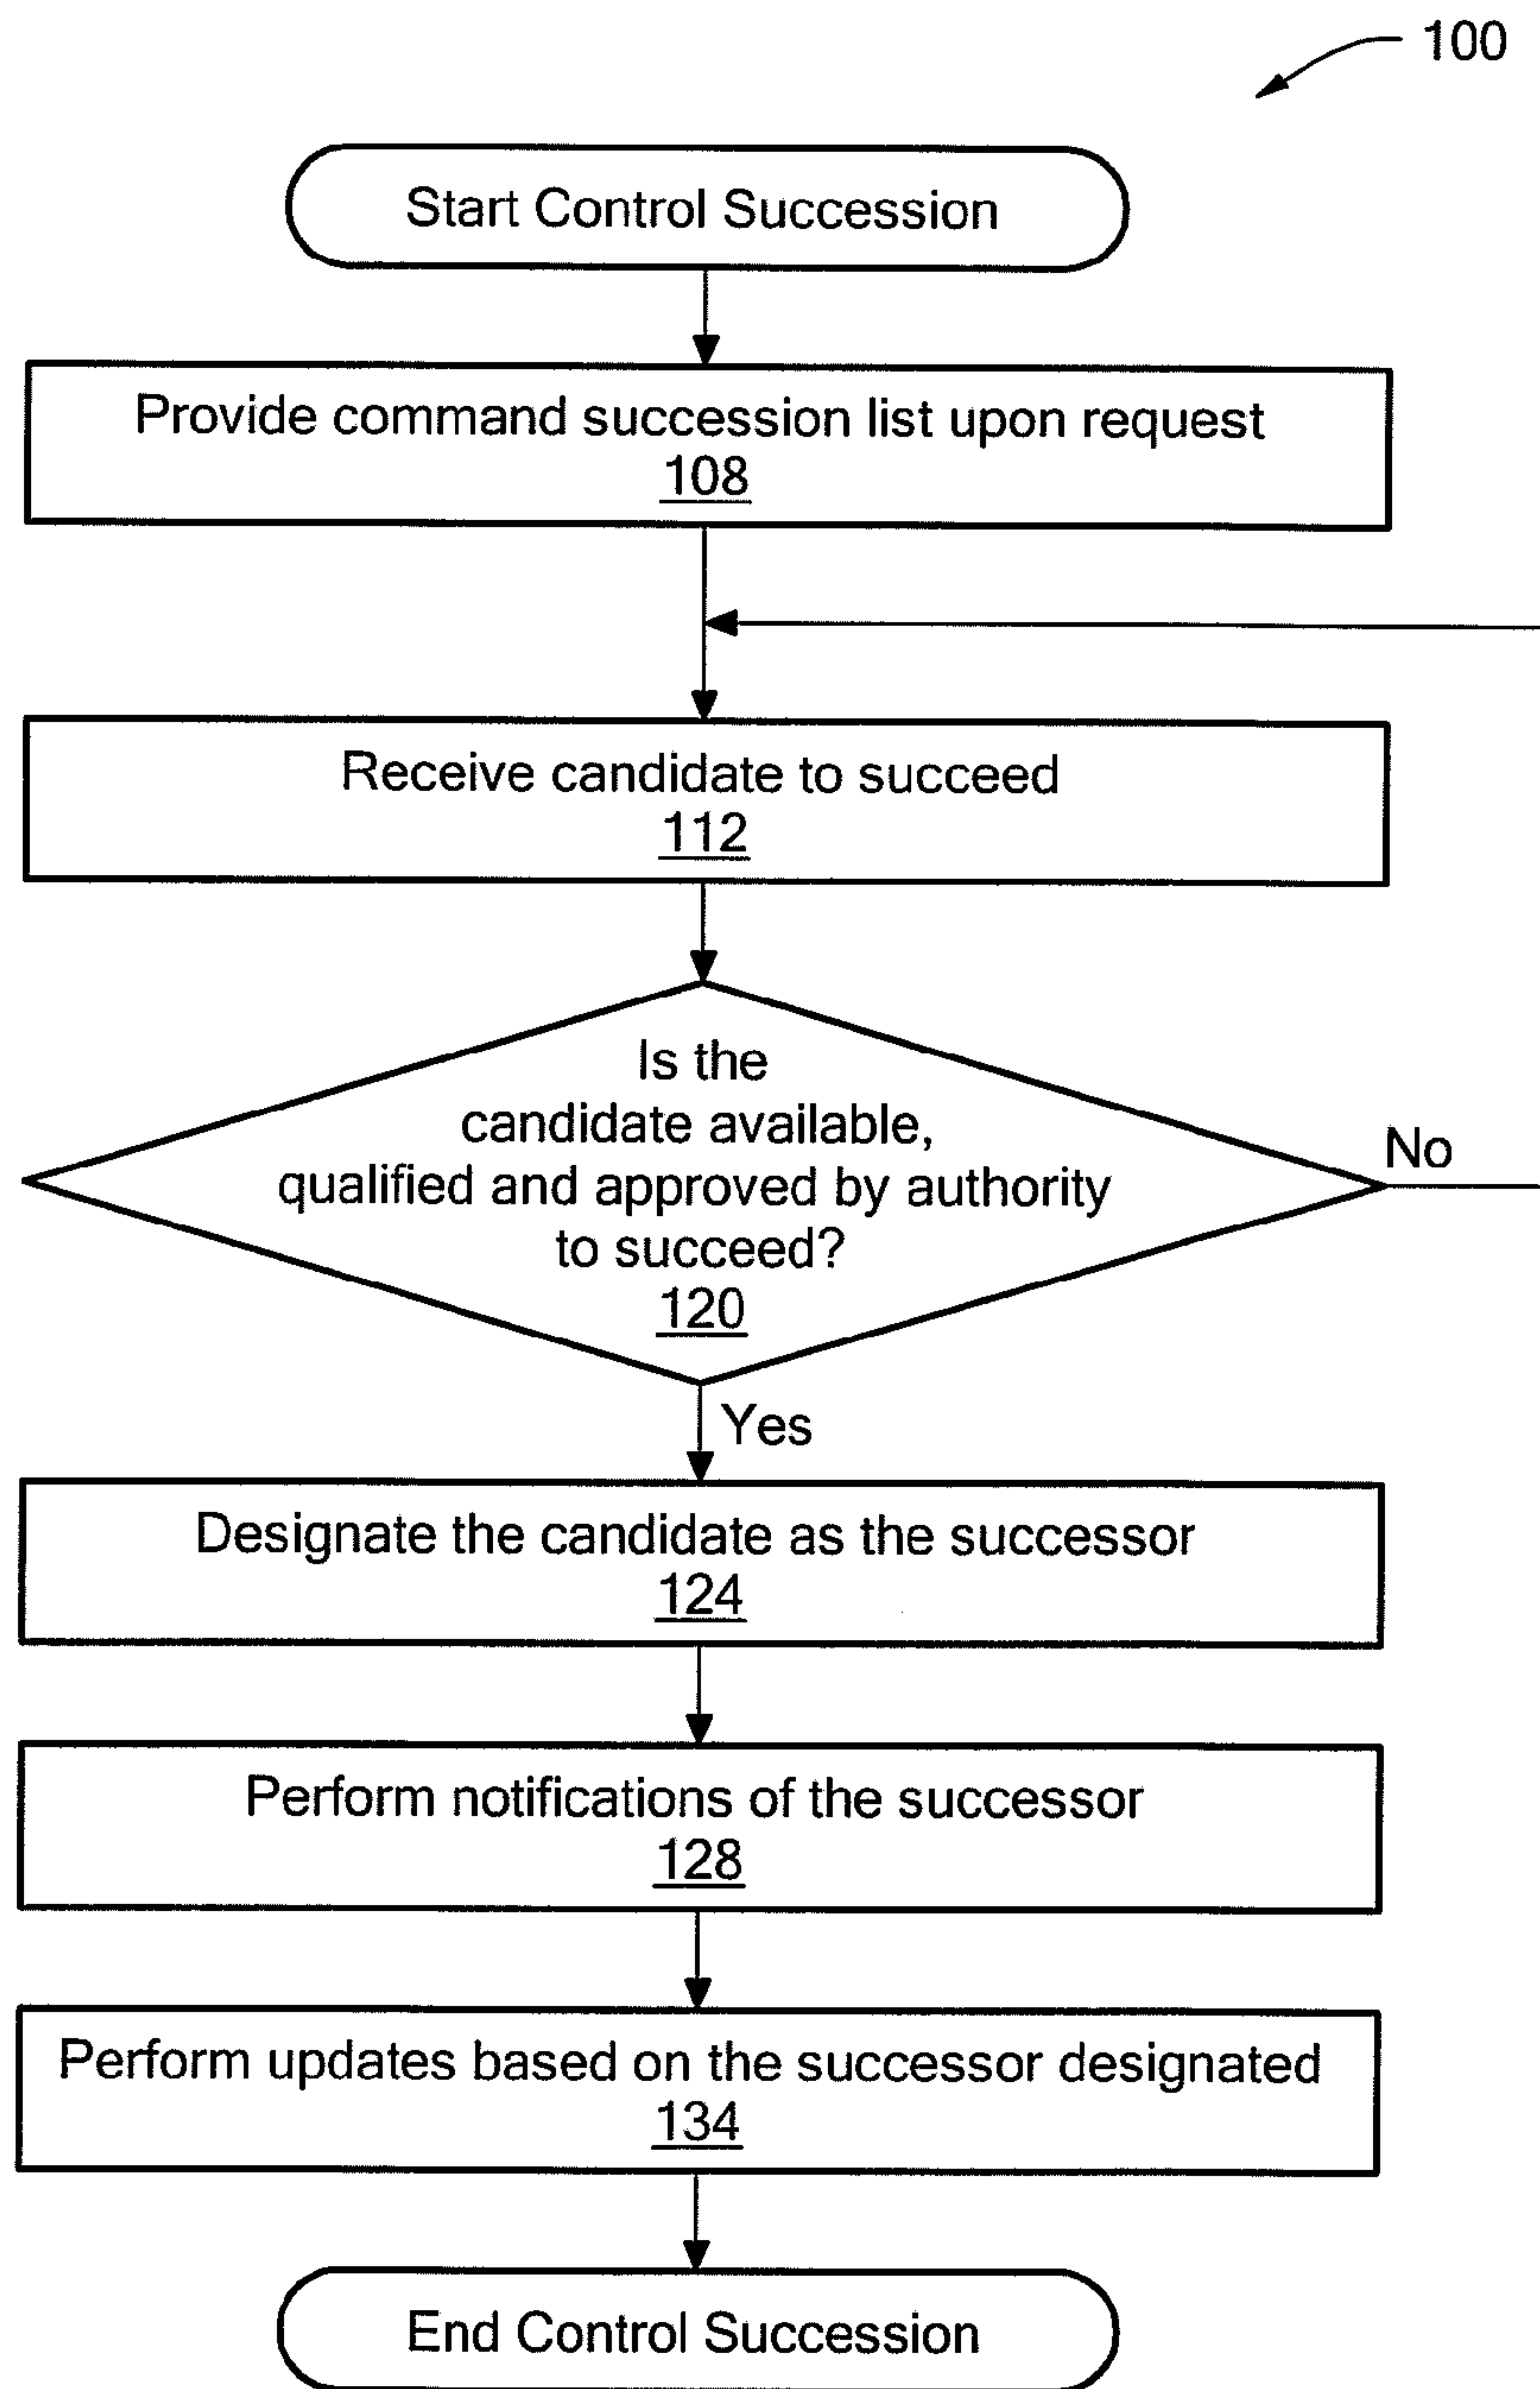 100
Start Control Succession
Provide command succession list upon request
108
Receive candidate to succeed
112
Is the
candidate available,
qualified and approved by authority
to succeed?
120
No
Yes
Designate the candidate as the successor
124
Perform notifications of the successor
128
Perform updates based on the successor designated
134
End Control Succession